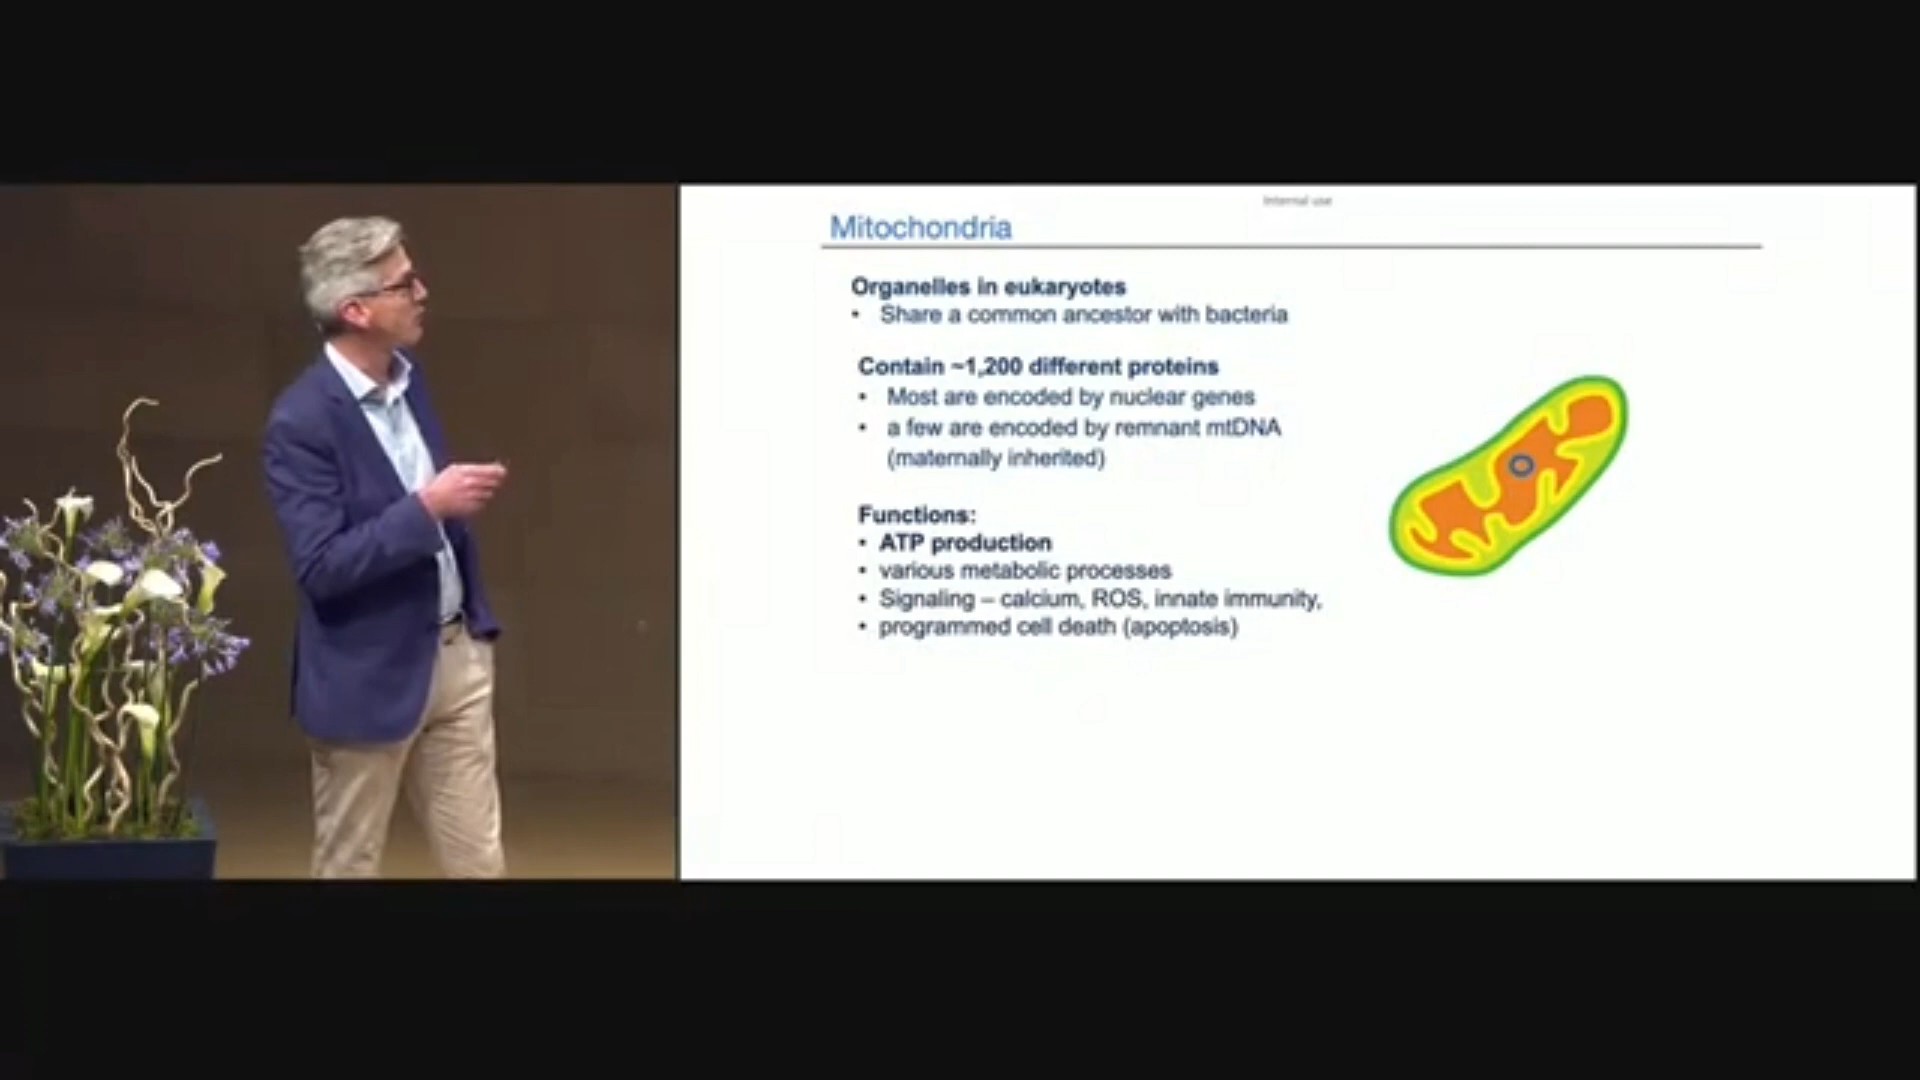 Internal use
Mitochondria
Organelles in eukaryotes
• Share a common ancestor with bacteria
Contain ~1,200 different proteins
• Most are encoded by nuclear genes
• a few are encoded by remnant mtDNA
(maternally inherited)
Functions:
• ATP production
• various metabolic processes
• Signaling – calcium, ROS, innate immunity,
• programmed cell death (apoptosis)